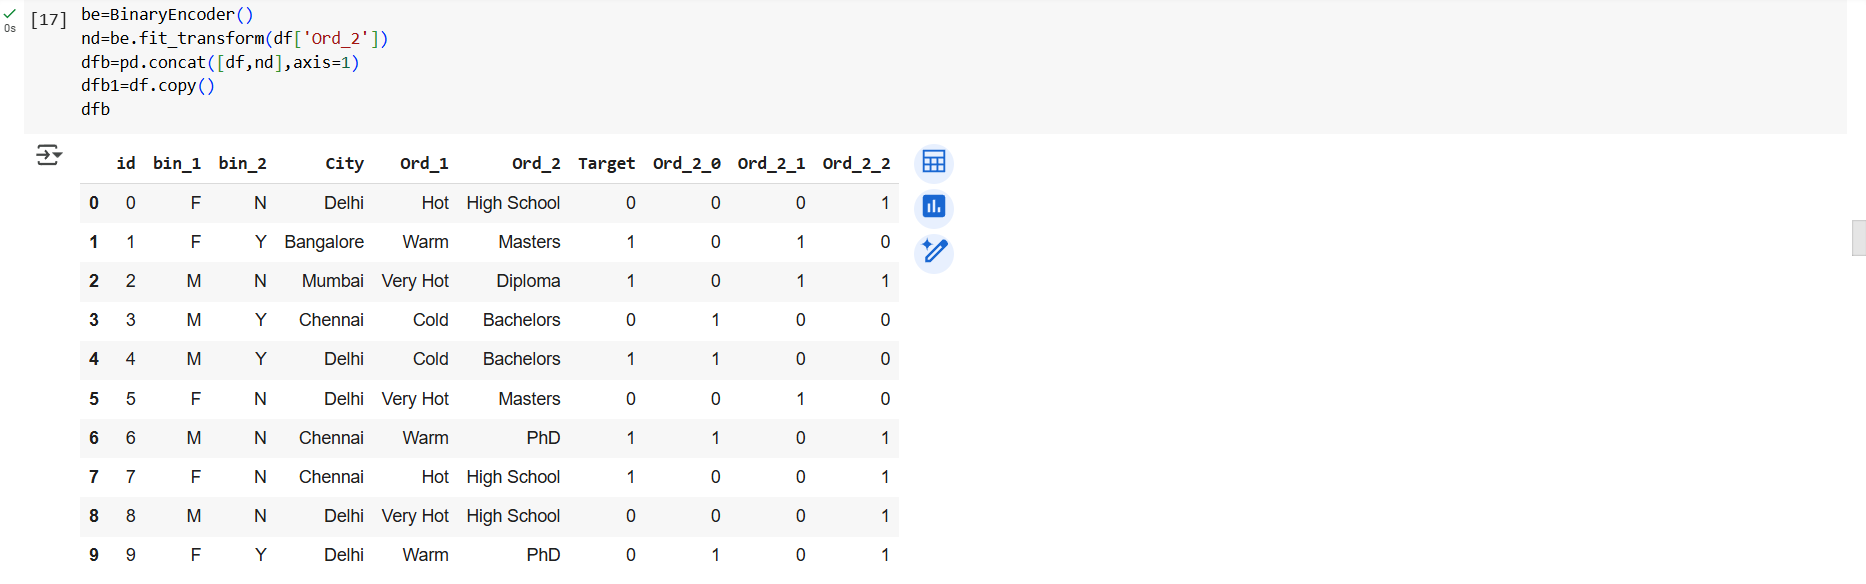 [17] be=BinaryEncoder()
0s
nd=be.fit_transform(df['Ord_2'])
dfb=pd.concat([df,nd],axis=1)
dfb1=df.copy()
dfb
id bin_1 bin_2 City Ord_1 Ord_2 Target Ord_2_0 Ord_2_1 Ord_2_2
0 0 F N Delhi Hot High School 0 0 0 1
1 1 F Y Bangalore Warm Masters 1 0 1 0
2 2 M N Mumbai Very Hot Diploma 1 0 1 1
3 3 M Y Chennai Cold Bachelors 0 1 0 0
4 4 M Y Delhi Cold Bachelors 1 1 0 0
5 5 F N Delhi Very Hot Masters 0 0 1 0
6 6 M N Chennai Warm PhD 1 1 0 1
7 7 F N Chennai Hot High School 1 0 0 1
8 8 M N Delhi Very Hot High School 0 0 0 1
9 9 F Y Delhi Warm PhD 0 1 0 1